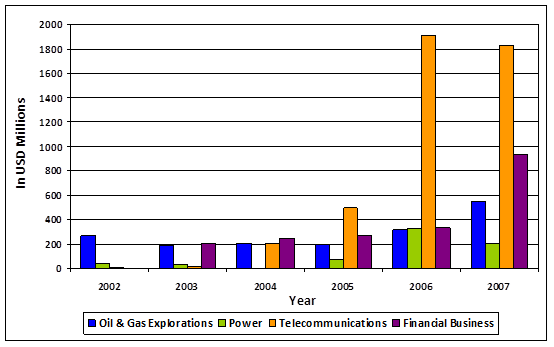 2000
1800
1600
1400
1200
1000
800
600
400
200
0
In USD Millions
2002 2003 2004 2005 2006 2007
Year
Oil & Gas Explorations Power Telecommunications Financial Business